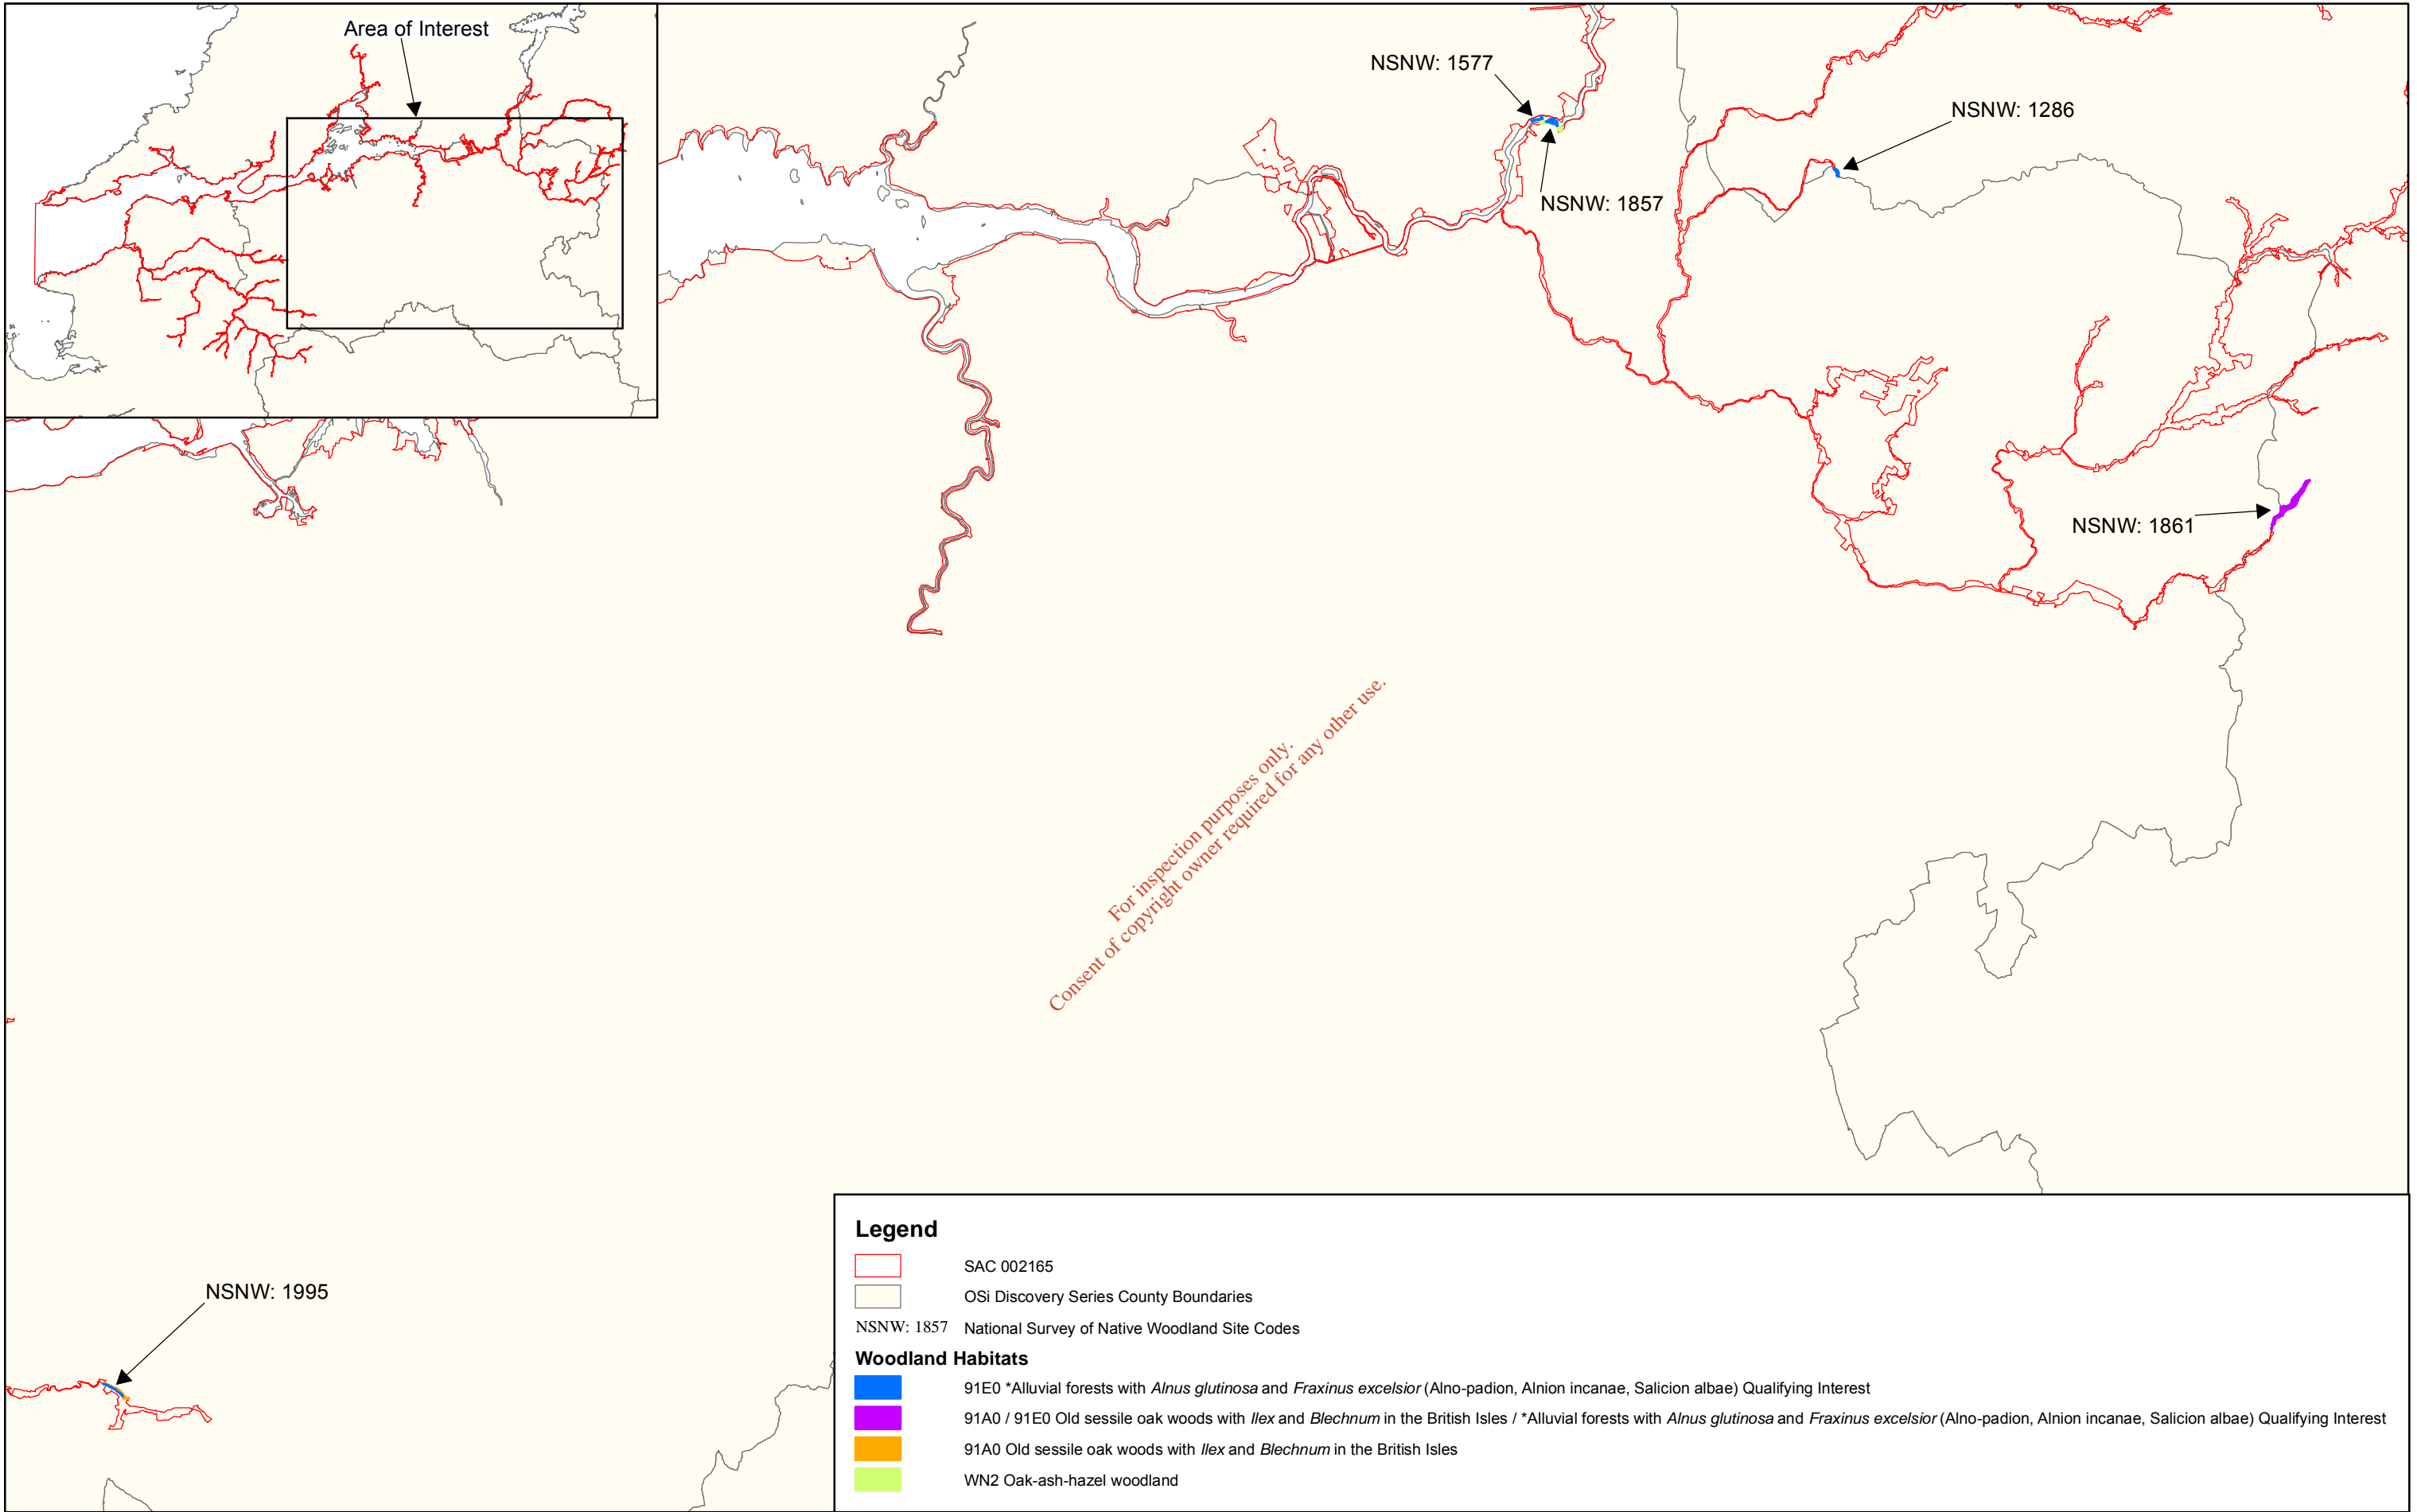 Area of Interest
NSNW: 1577
NSNW: 1286
NSNW: 1857
NSNW: 1861
For inspection purposes only.
Consent of copyright owner required for any other use.
NSNW: 1995
Legend
SAC 002165
OSi Discovery Series County Boundaries
NSNW: 1857 National Survey of Native Woodland Site Codes
Woodland Habitats
91E0 *Alluvial forests with Alnus glutinosa and Fraxinus excelsior (Alno-padion, Alnion incanae, Salicion albae) Qualifying Interest
91A0 / 91E0 Old sessile oak woods with Ilex and Blechnum in the British Isles / *Alluvial forests with Alnus glutinosa and Fraxinus excelsior (Alno-padion, Alnion incanae, Salicion albae) Qualifying Interest
91A0 Old sessile oak woods with Ilex and Blechnum in the British Isles
WN2 Oak-ash-hazel woodland